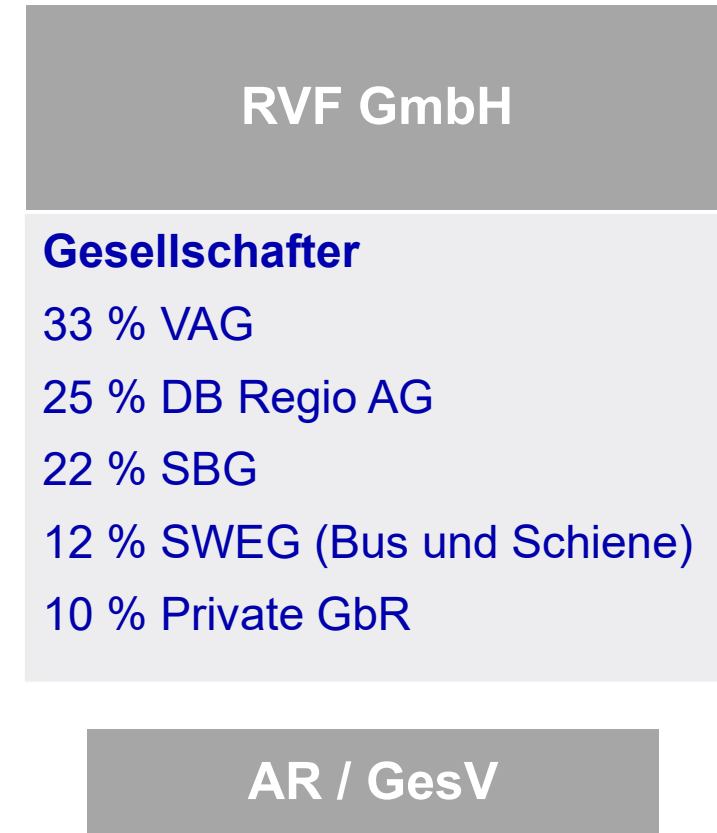 RVF GmbH
Gesellschafter
33 % VAG
25 % DB Regio AG
22 % SBG
12 % SWEG (Bus und Schiene)
10 % Private GbR
AR / GesV